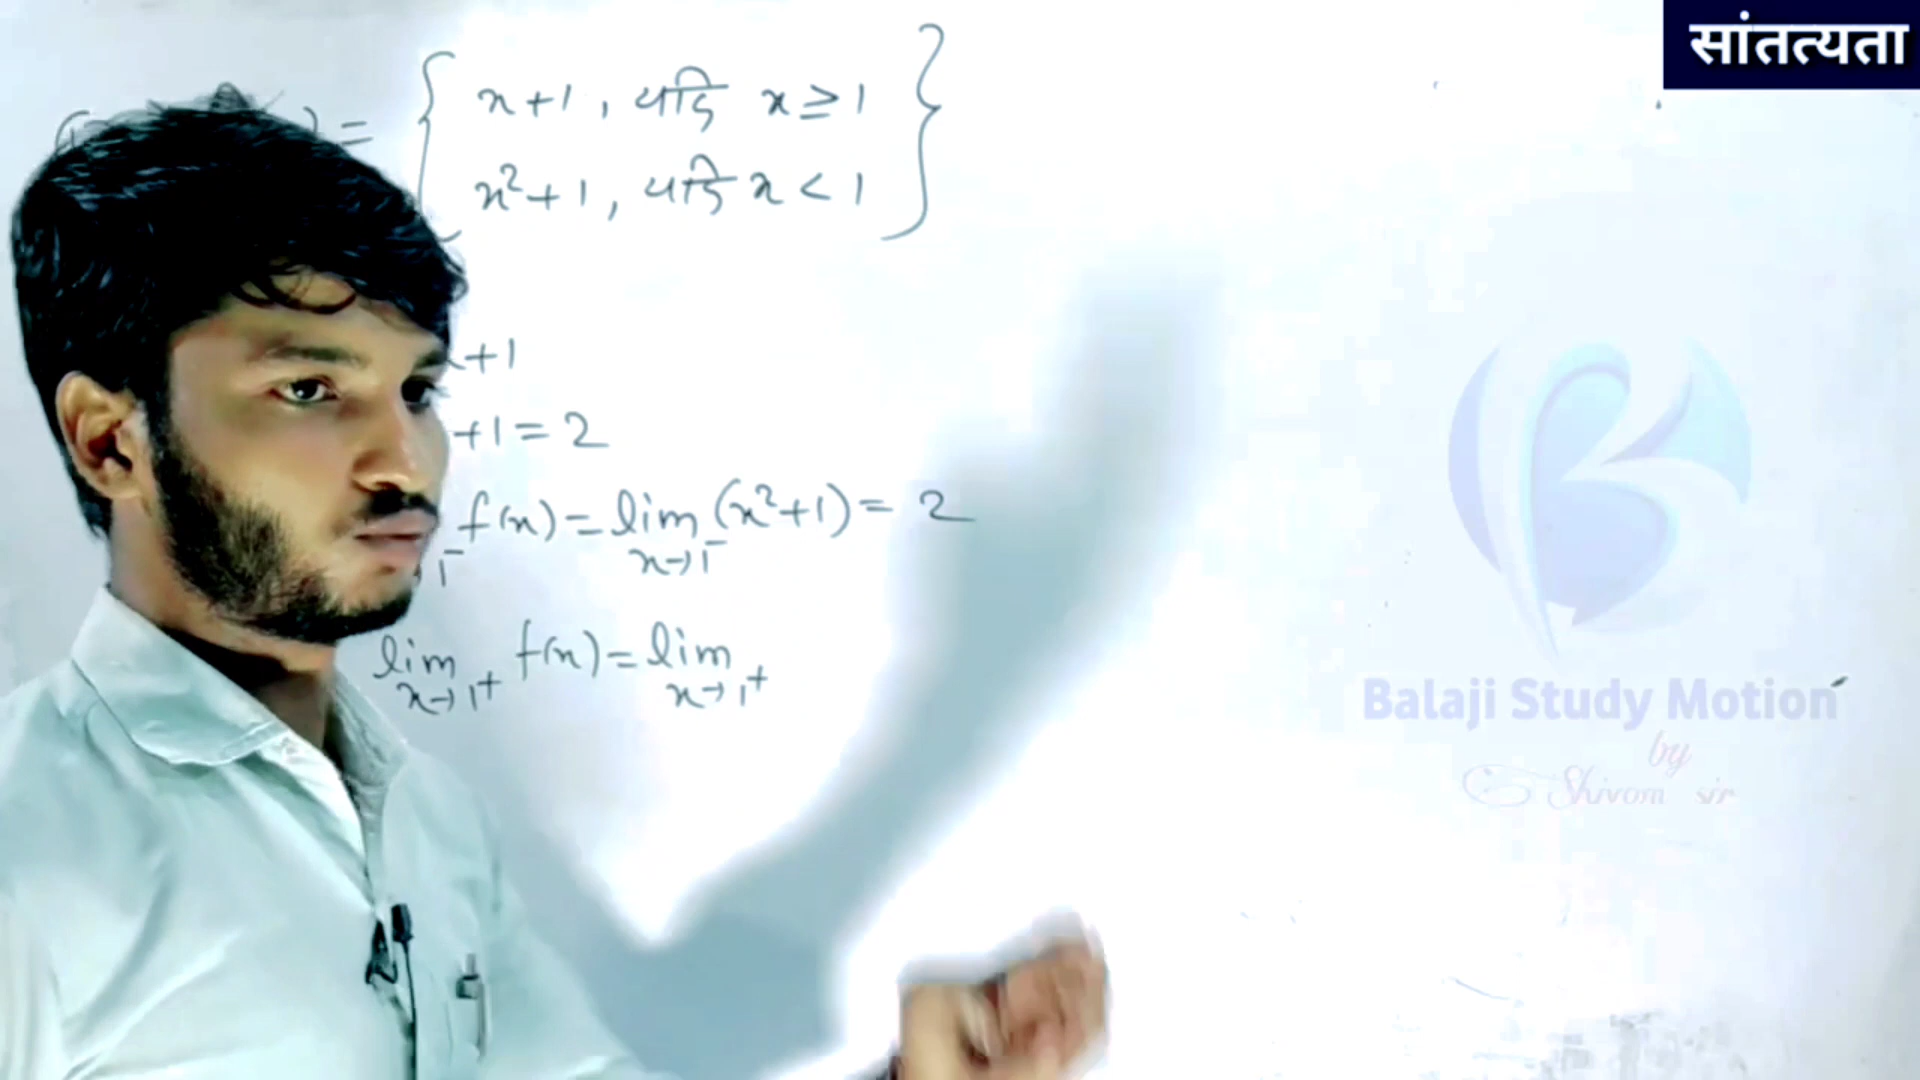 सांतत्यता
) = { x+1, यदि x ≥ 1
x²+1, यदि x < 1 }
x+1
+1 = 2
f(x) = lim (x²+1) = 2
→1⁻ x→1⁻
lim f(x) = lim
x→1⁺ x→1⁺
Balaji Study Motion
by
Shivom sir